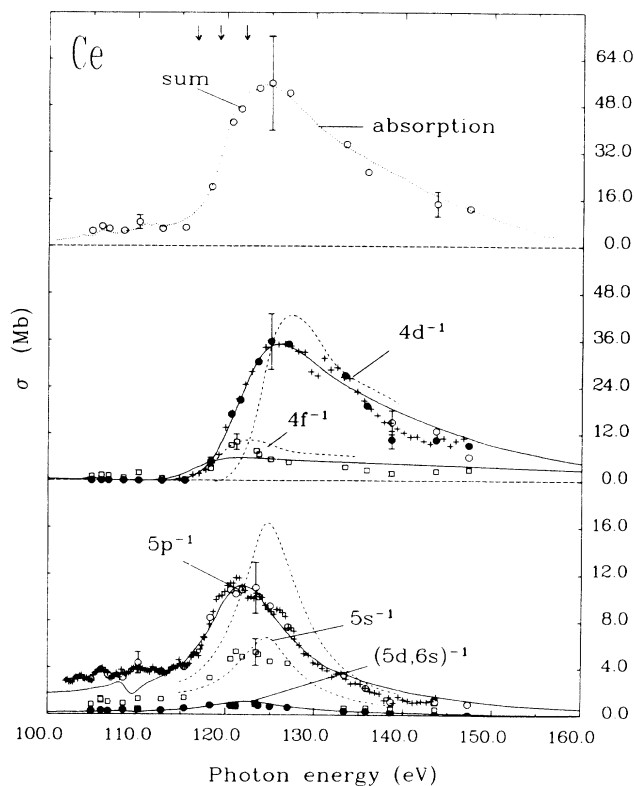 Ce
sum
absorption
64.0
48.0
32.0
16.0
0.0
48.0
36.0
24.0
12.0
0.0
4d⁻¹
4f⁻¹
σ (Mb)
16.0
12.0
8.0
4.0
0.0
5p⁻¹
5s⁻¹
(5d,6s)⁻¹
100.0 110.0 120.0 130.0 140.0 150.0 160.0
Photon energy (eV)